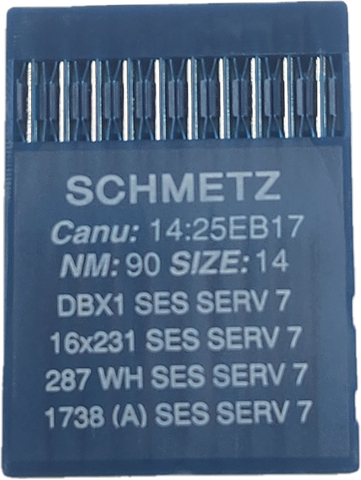 SCHMETZ
Canu: 14:25EB17
NM: 90 SIZE: 14
DBX1 SES SERV 7
16x231 SES SERV 7
287 WH SES SERV 7
1738 (A) SES SERV 7